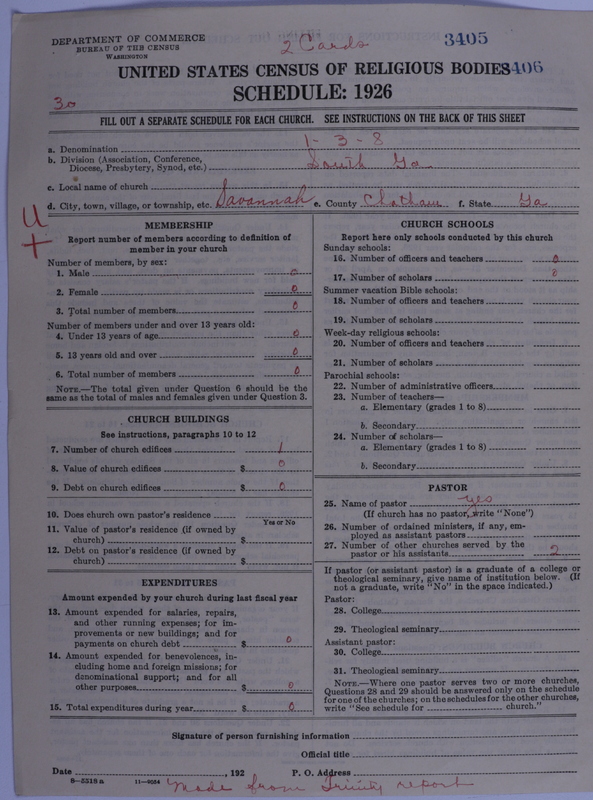 DEPARTMENT OF COMMERCE
BUREAU OF THE CENSUS
WASHINGTON
2 Cards
3405
UNITED STATES CENSUS OF RELIGIOUS BODIES
3406
SCHEDULE: 1926
30
FILL OUT A SEPARATE SCHEDULE FOR EACH CHURCH. SEE INSTRUCTIONS ON THE BACK OF THIS SHEET
a. Denomination 1-3-8
b. Division (Association, Conference, Diocese, Presbytery, Synod, etc.) South Ga
c. Local name of church
d. City, town, village, or township, etc. Savannah e. County Chatham f. State Ga
U
+
MEMBERSHIP
Report number of members according to definition of member in your church
Number of members, by sex:
1. Male 0
2. Female 0
3. Total number of members 0
Number of members under and over 13 years old:
4. Under 13 years of age 0
5. 13 years old and over 0
6. Total number of members 0
NOTE.—The total given under Question 6 should be the same as the total of males and females given under Question 3.
CHURCH BUILDINGS
See instructions, paragraphs 10 to 12
7. Number of church edifices 1
8. Value of church edifices $ 0
9. Debt on church edifices $ 0
10. Does church own pastor's residence
Yes or No
11. Value of pastor's residence (if owned by church) $
12. Debt on pastor's residence (if owned by church) $
EXPENDITURES
Amount expended by your church during last fiscal year
13. Amount expended for salaries, repairs, and other running expenses; for improvements or new buildings; and for payments on church debt $ 0
14. Amount expended for benevolences, including home and foreign missions; for denominational support; and for all other purposes $ 0
15. Total expenditures during year $ 0
CHURCH SCHOOLS
Report here only schools conducted by this church
Sunday schools:
16. Number of officers and teachers 0
17. Number of scholars 8
Summer vacation Bible schools:
18. Number of officers and teachers
19. Number of scholars
Week-day religious schools:
20. Number of officers and teachers
21. Number of scholars
Parochial schools:
22. Number of administrative officers
23. Number of teachers—
a. Elementary (grades 1 to 8)
b. Secondary
24. Number of scholars—
a. Elementary (grades 1 to 8)
b. Secondary
PASTOR
25. Name of pastor yes
(If church has no pastor, write "None")
26. Number of ordained ministers, if any, employed as assistant pastors
27. Number of other churches served by the pastor or his assistants 2
If pastor (or assistant pastor) is a graduate of a college or theological seminary, give name of institution below. (If not a graduate, write "No" in the space indicated.)
Pastor:
28. College
29. Theological seminary
Assistant pastor:
30. College
31. Theological seminary
NOTE.—Where one pastor serves two or more churches, Questions 28 and 29 should be answered only on the schedule for one of the churches; on the schedules for the other churches, write "See schedule for church."
Signature of person furnishing information
Official title
Date , 192 P. O. Address
8-5518 a 11-9054
Made from Trinity report